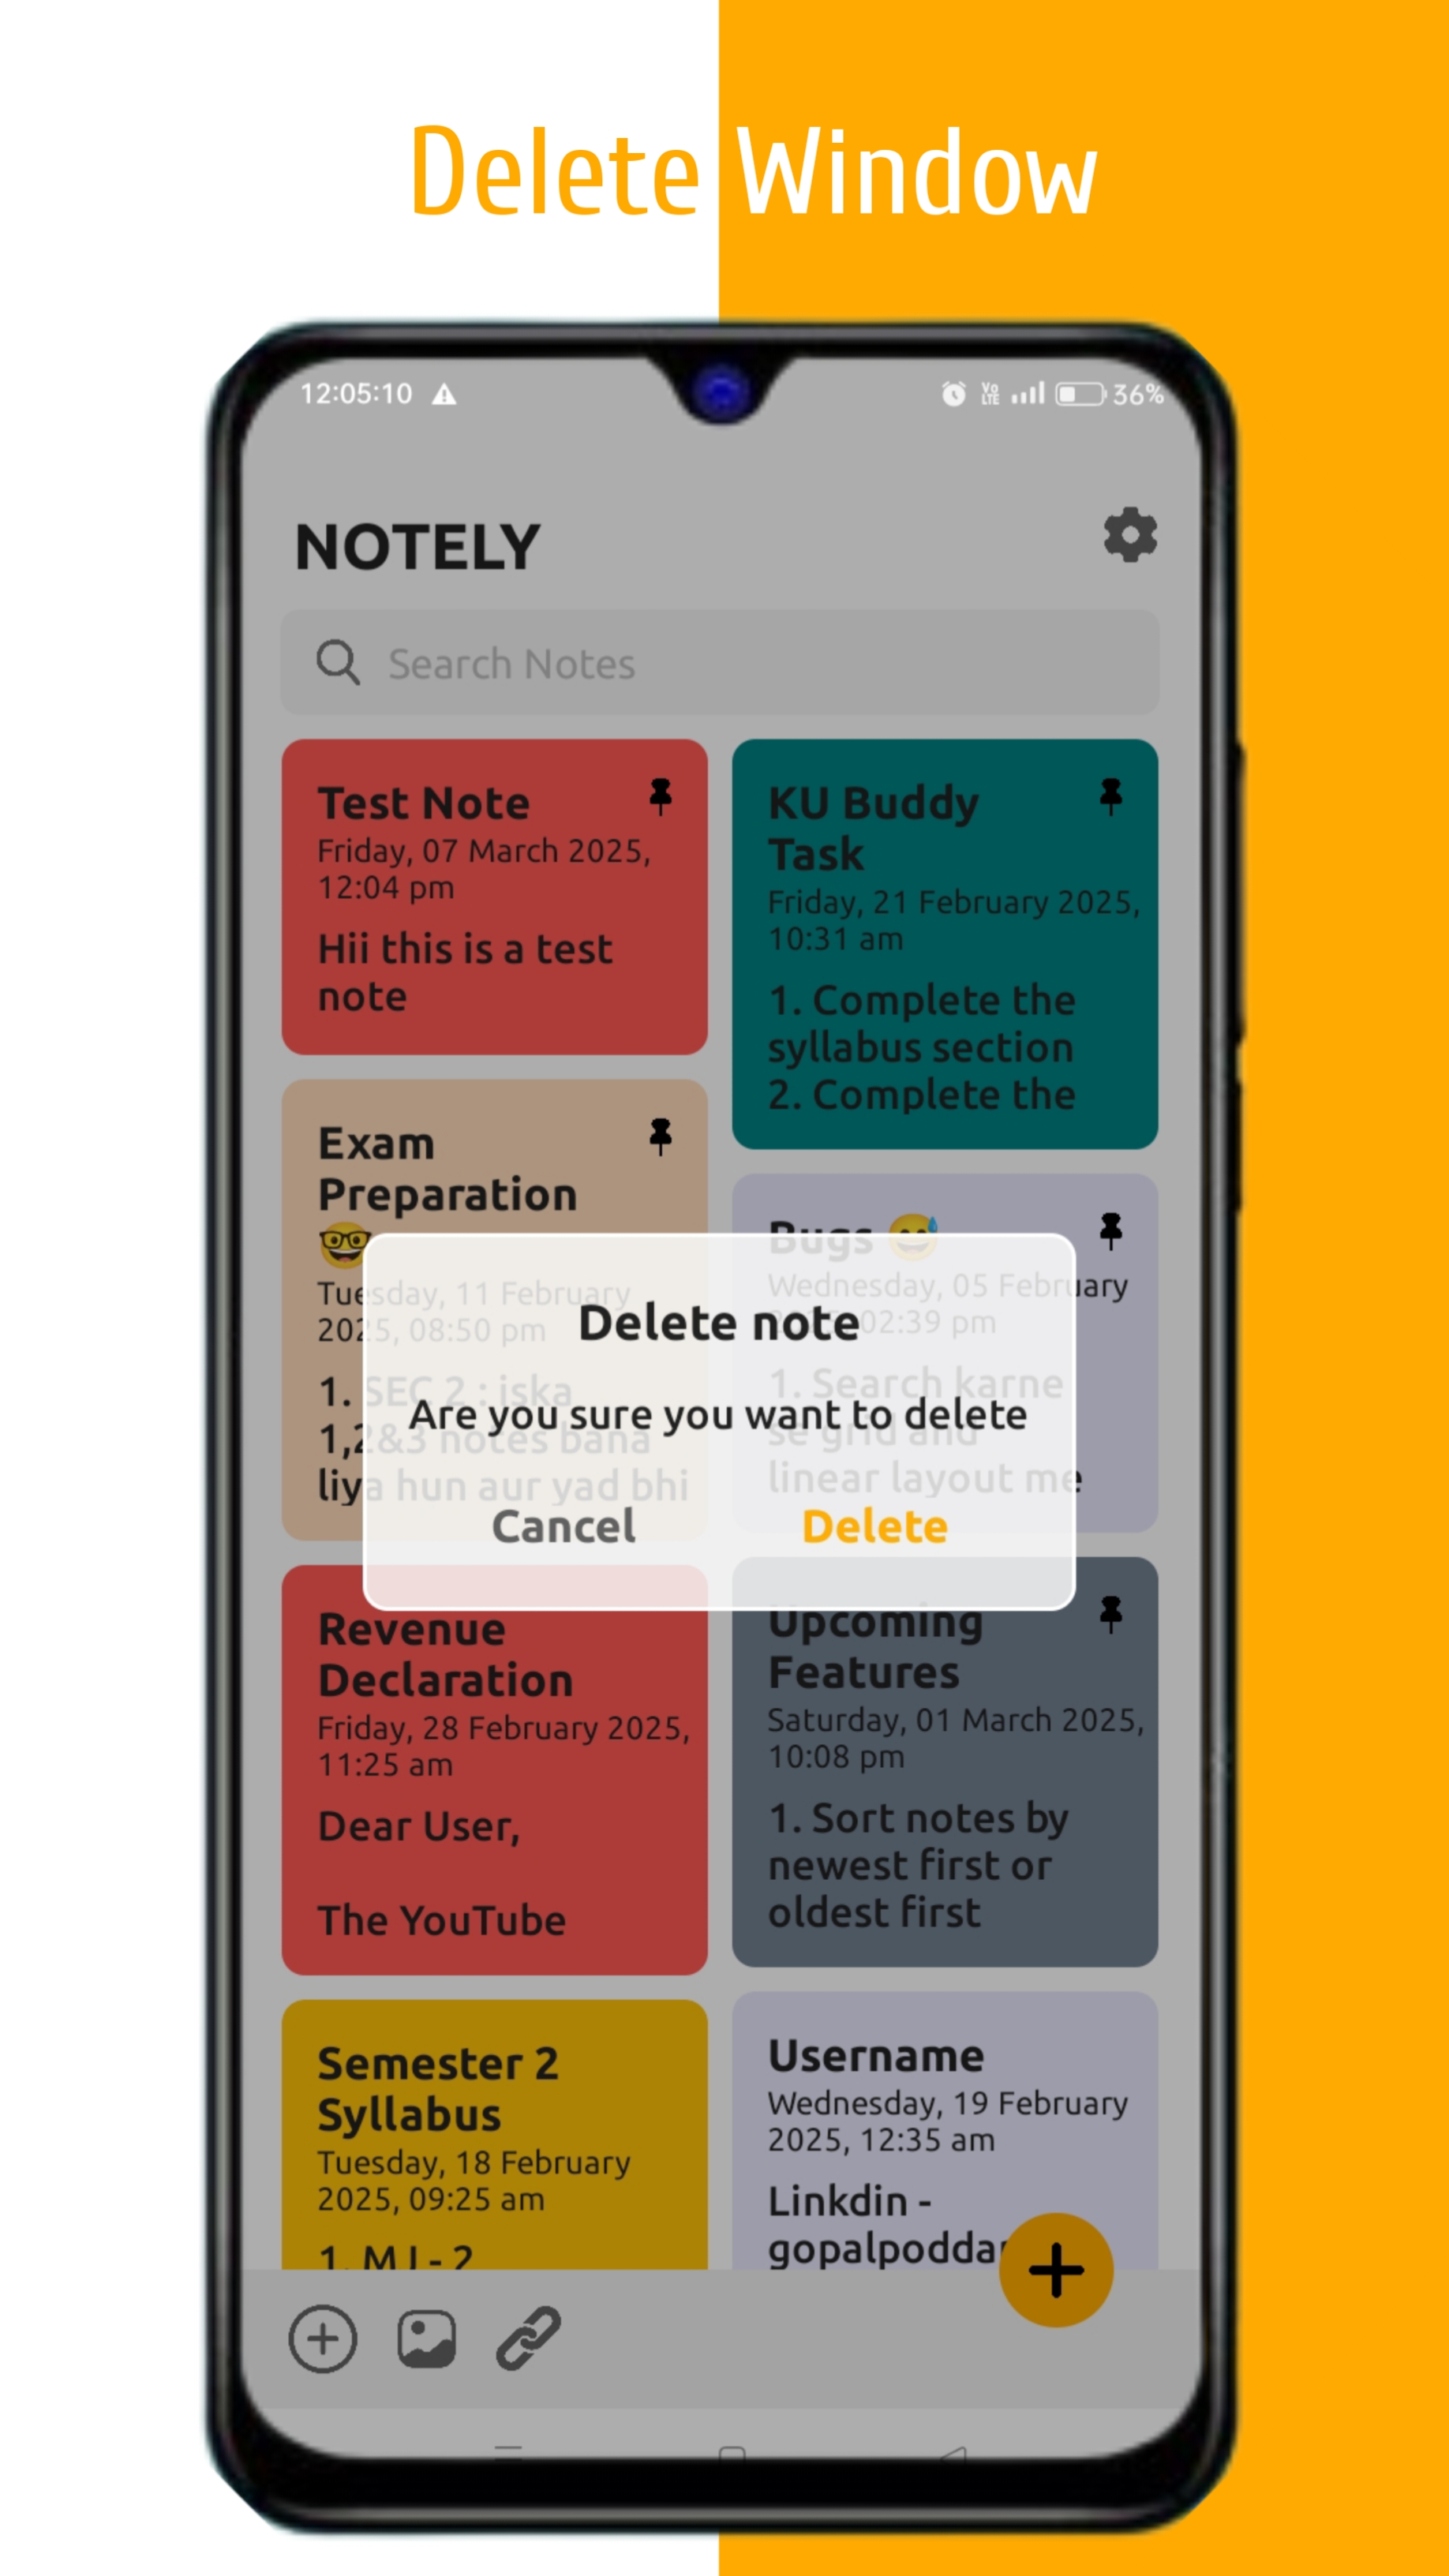 Delete Window
12:05:10
Vo
LTE
36%
NOTELY
Search Notes
Test Note
Friday, 07 March 2025,
12:04 pm
Hii this is a test
note
KU Buddy
Task
Friday, 21 February 2025,
10:31 am
1. Complete the
syllabus section
2. Complete the
Exam
Preparation
🤓
Tuesday, 11 February
2025, 08:50 pm
1. SEC 2 : iska
1,2&3 notes bana
liya hun aur yad bhi
Bugs 😅
Wednesday, 05 February
02:39 pm
1. Search karne
se grid and
linear layout me
Delete note
Are you sure you want to delete
Cancel
Delete
Revenue
Declaration
Friday, 28 February 2025,
11:25 am
Dear User,
The YouTube
Upcoming
Features
Saturday, 01 March 2025,
10:08 pm
1. Sort notes by
newest first or
oldest first
Semester 2
Syllabus
Tuesday, 18 February
2025, 09:25 am
1. MJ - 2
Username
Wednesday, 19 February
2025, 12:35 am
Linkdin -
gopalpoddar